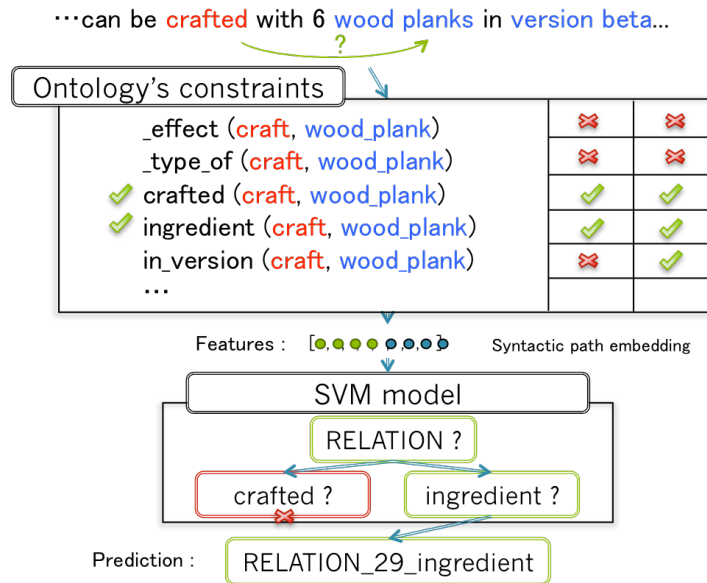 …can be crafted with 6 wood planks in version beta...
?
Ontology's constraints
_effect (craft, wood_plank)
_type_of (craft, wood_plank)
crafted (craft, wood_plank)
ingredient (craft, wood_plank)
in_version (craft, wood_plank)
…
Features : [ , , , , , , , ] Syntactic path embedding
SVM model
RELATION ?
crafted ? ingredient ?
Prediction : RELATION_29_ingredient